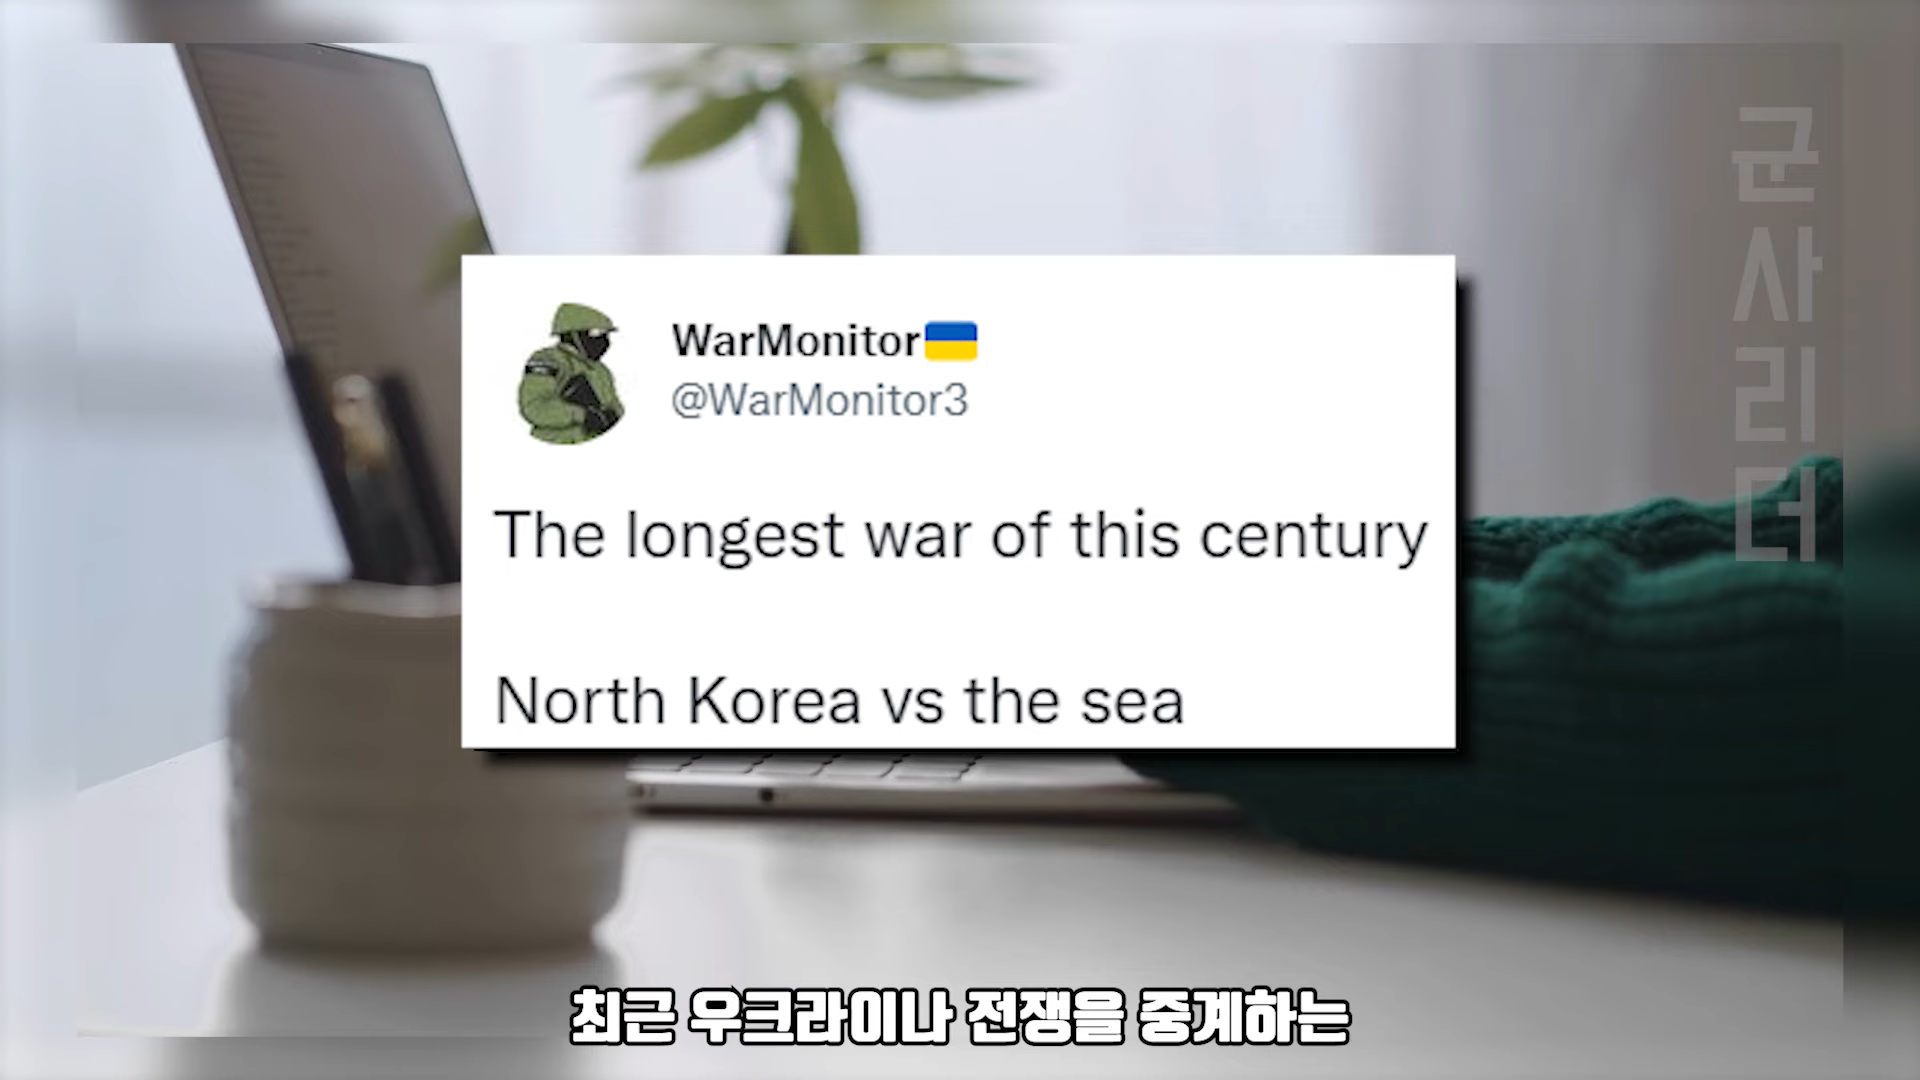 WarMonitor🇺🇦
@WarMonitor3
The longest war of this century
North Korea vs the sea
군사리더
최근 우크라이나 전쟁을 중계하는